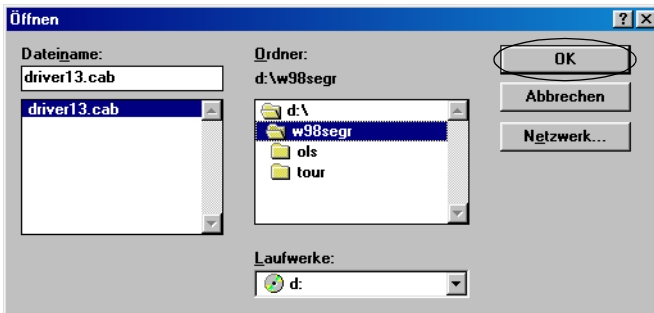 Öffnen
Dateiname:
driver13.cab
driver13.cab
Ordner:
d:\w98segr
d:\
w98segr
ols
tour
Laufwerke:
d:
OK
Abbrechen
Netzwerk...